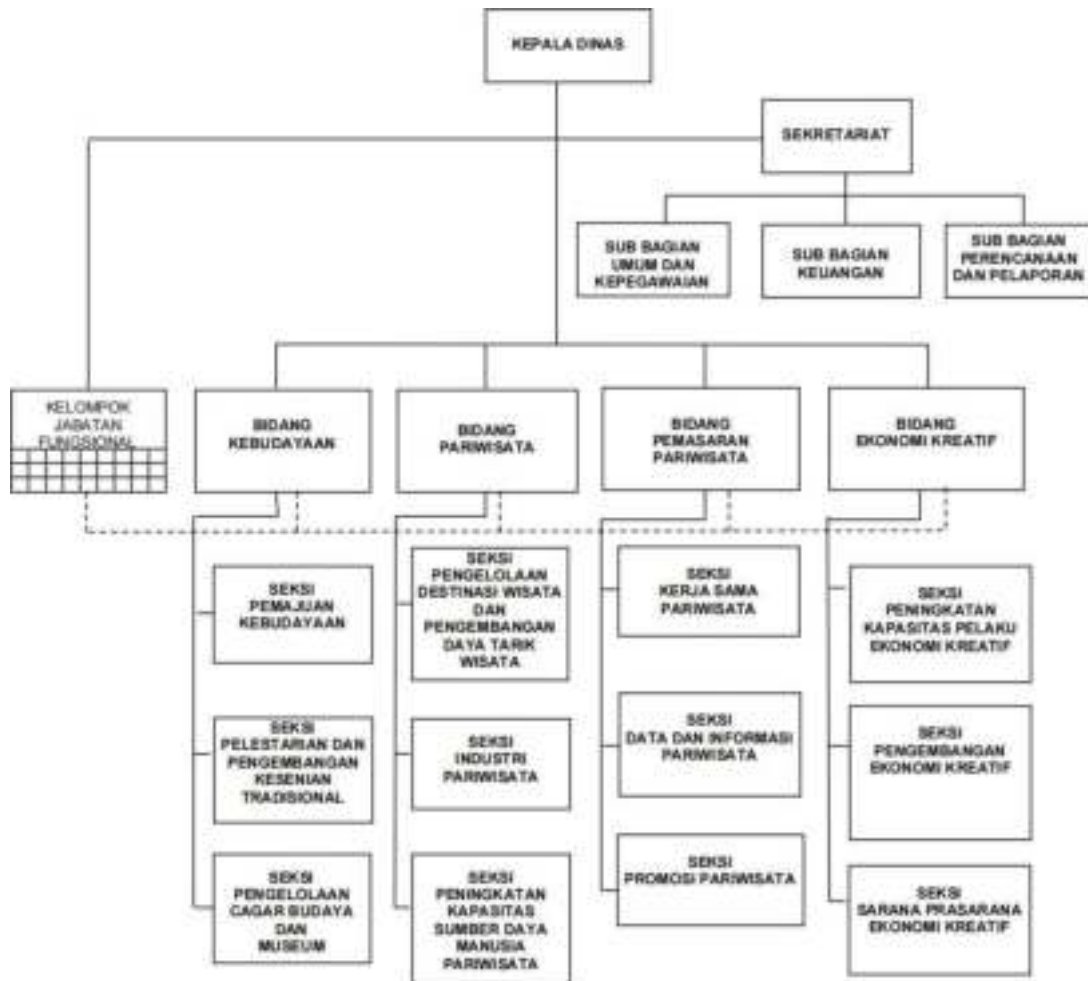 KEPALA DINAS
SEKRETARIAT
SUB BAGIAN
UMUM DAN
KEPEGAWAIAN
SUB BAGIAN
KEUANGAN
SUB BAGIAN
PERENCANAAN
DAN PELAPORAN
KELOMPOK
JABATAN
FUNGSIONAL
BIDANG
KEBUDAYAAN
BIDANG
PARIWISATA
BIDANG
PEMASARAN
PARIWISATA
BIDANG
EKONOMI KREATIF
SEKSI
PEMAJUAN
KEBUDAYAAN
SEKSI
PELESTARIAN DAN
PENGEMBANGAN
KESENIAN
TRADISIONAL
SEKSI
PENGELOLAAN
CAGAR BUDAYA
DAN
MUSEUM
SEKSI
PENGELOLAAN
DESTINASI WISATA
DAN
PENGEMBANGAN
DAYA TARIK
WISATA
SEKSI
INDUSTRI
PARIWISATA
SEKSI
PENINGKATAN
KAPASITAS
SUMBER DAYA
MANUSIA
PARIWISATA
SEKSI
KERJA SAMA
PARIWISATA
SEKSI
DATA DAN INFORMASI
PARIWISATA
SEKSI
PROMOSI PARIWISATA
SEKSI
PENINGKATAN
KAPASITAS PELAKU
EKONOMI KREATIF
SEKSI
PENGEMBANGAN
EKONOMI KREATIF
SEKSI
SARANA PRASARANA
EKONOMI KREATIF